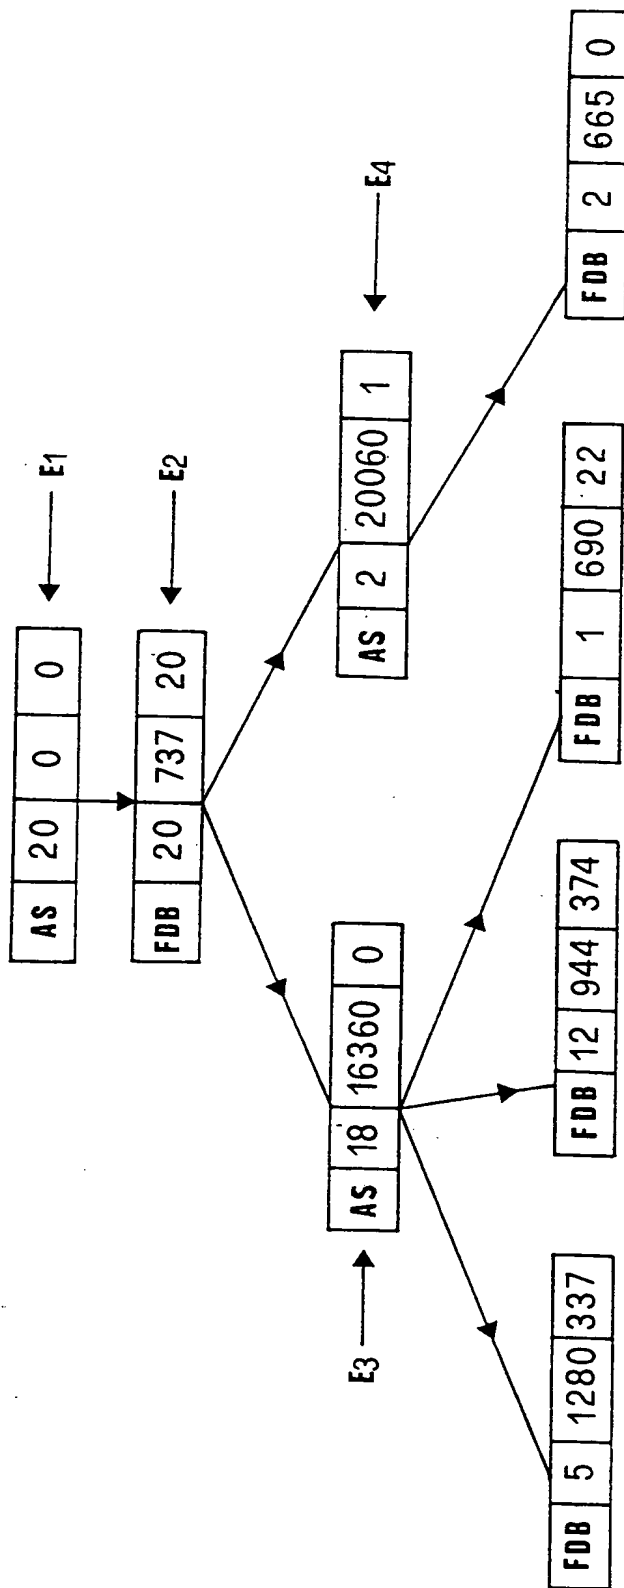 AS 20 0 0
E1
FDB 20 737 20
E2
E3
AS 18 16360 0
AS 2 20060 1
E4
FDB 5 1280 337
FDB 12 944 374
FDB 1 690 22
FDB 2 665 0